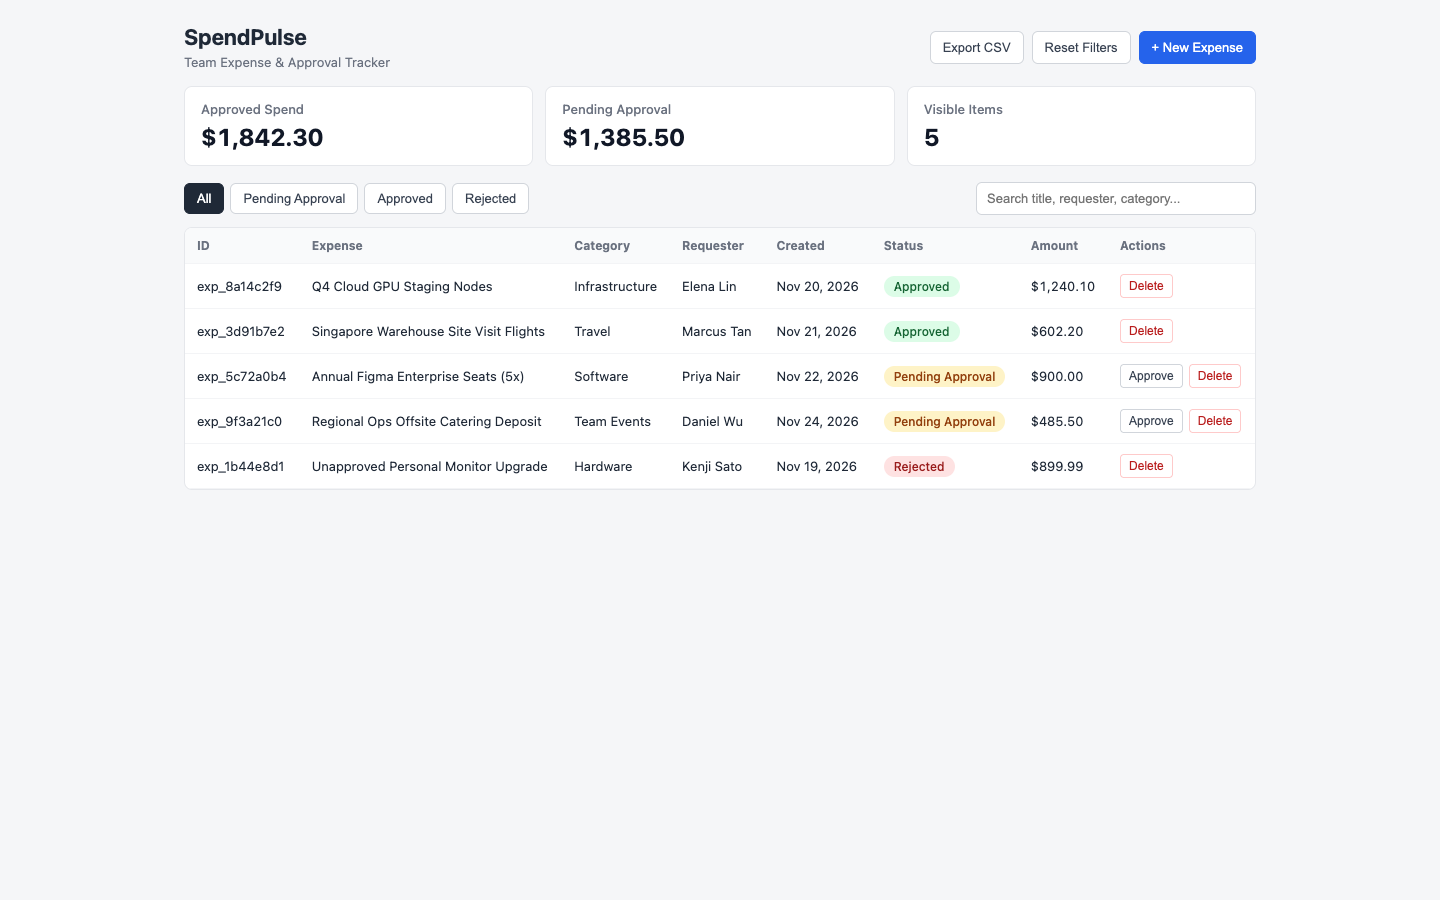 SpendPulse
Team Expense & Approval Tracker
Export CSV Reset Filters + New Expense
Approved Spend
$1,842.30
Pending Approval
$1,385.50
Visible Items
5
All Pending Approval Approved Rejected
Search title, requester, category...
ID Expense Category Requester Created Status Amount Actions
exp_8a14c2f9 Q4 Cloud GPU Staging Nodes Infrastructure Elena Lin Nov 20, 2026 Approved $1,240.10 Delete
exp_3d91b7e2 Singapore Warehouse Site Visit Flights Travel Marcus Tan Nov 21, 2026 Approved $602.20 Delete
exp_5c72a0b4 Annual Figma Enterprise Seats (5x) Software Priya Nair Nov 22, 2026 Pending Approval $900.00 Approve Delete
exp_9f3a21c0 Regional Ops Offsite Catering Deposit Team Events Daniel Wu Nov 24, 2026 Pending Approval $485.50 Approve Delete
exp_1b44e8d1 Unapproved Personal Monitor Upgrade Hardware Kenji Sato Nov 19, 2026 Rejected $899.99 Delete